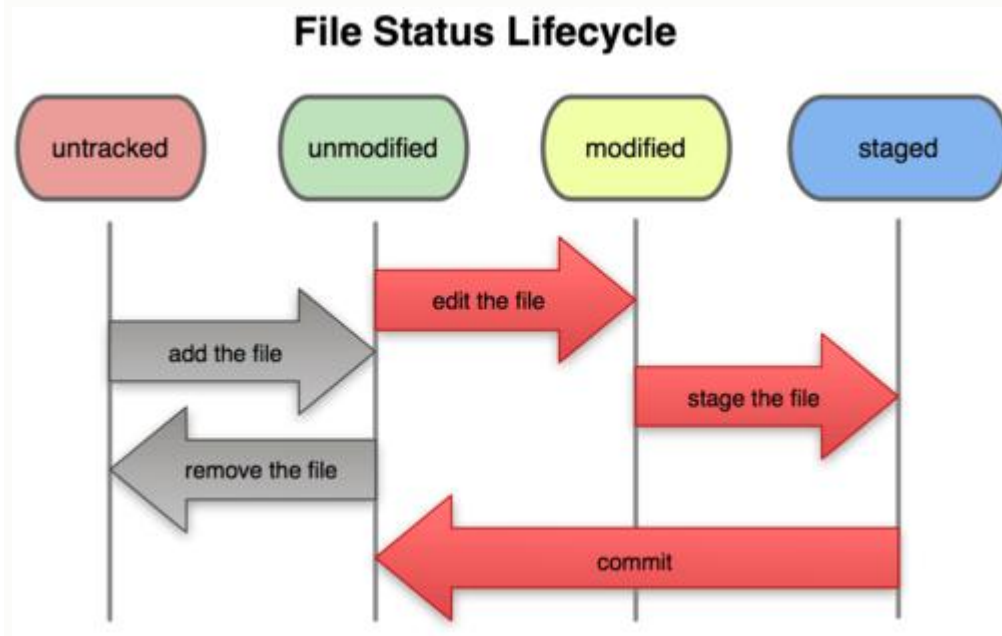 File Status Lifecycle
untracked
unmodified
modified
staged
edit the file
add the file
stage the file
remove the file
commit